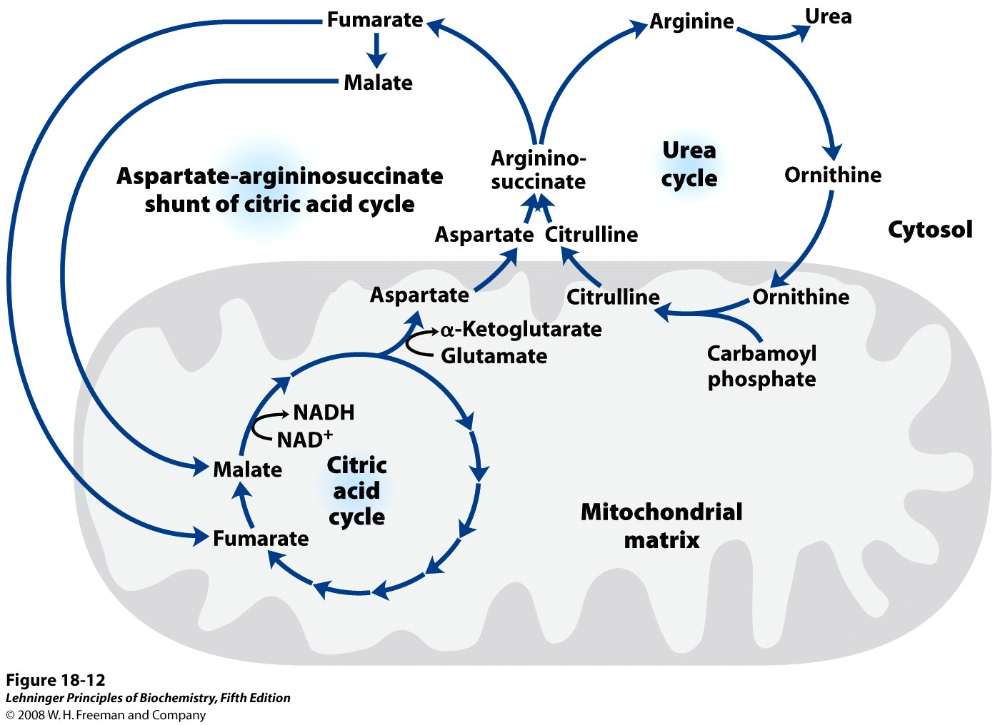 Fumarate
Arginine
Urea
Malate
Aspartate-argininosuccinate
shunt of citric acid cycle
Arginino-
succinate
Urea
cycle
Ornithine
Cytosol
Aspartate
Citrulline
Aspartate
Citrulline
Ornithine
α-Ketoglutarate
Glutamate
Carbamoyl
phosphate
NADH
NAD+
Malate
Citric
acid
cycle
Fumarate
Mitochondrial
matrix
Figure 18-12
Lehninger Principles of Biochemistry, Fifth Edition
© 2008 W. H. Freeman and Company